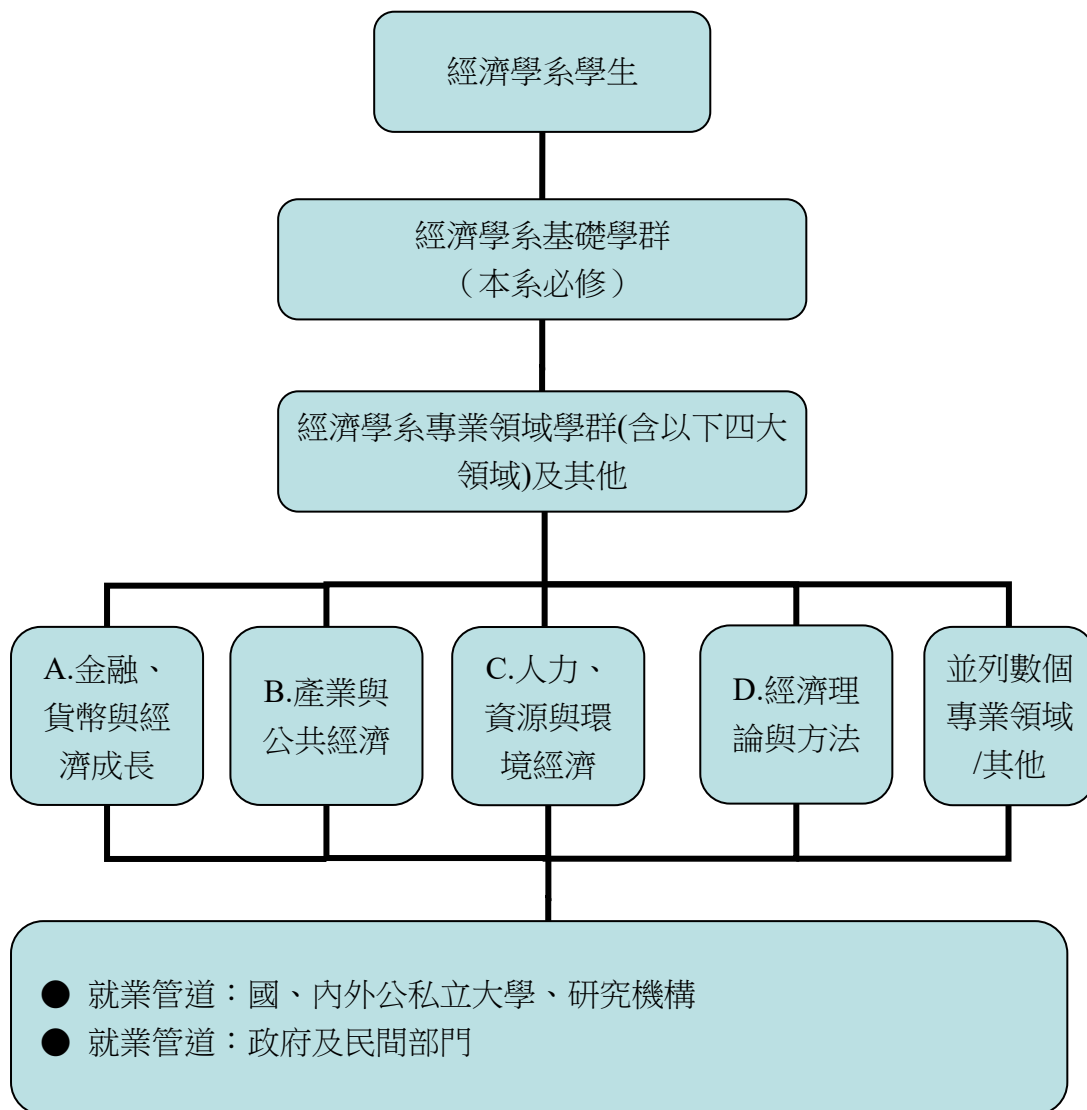 經濟學系學生
經濟學系基礎學群
（本系必修）
經濟學系專業領域學群(含以下四大
領域)及其他
A.金融、
貨幣與經
濟成長
B.產業與
公共經濟
C.人力、
資源與環
境經濟
D.經濟理
論與方法
並列數個
專業領域
/其他
● 就業管道：國、內外公私立大學、研究機構
● 就業管道：政府及民間部門